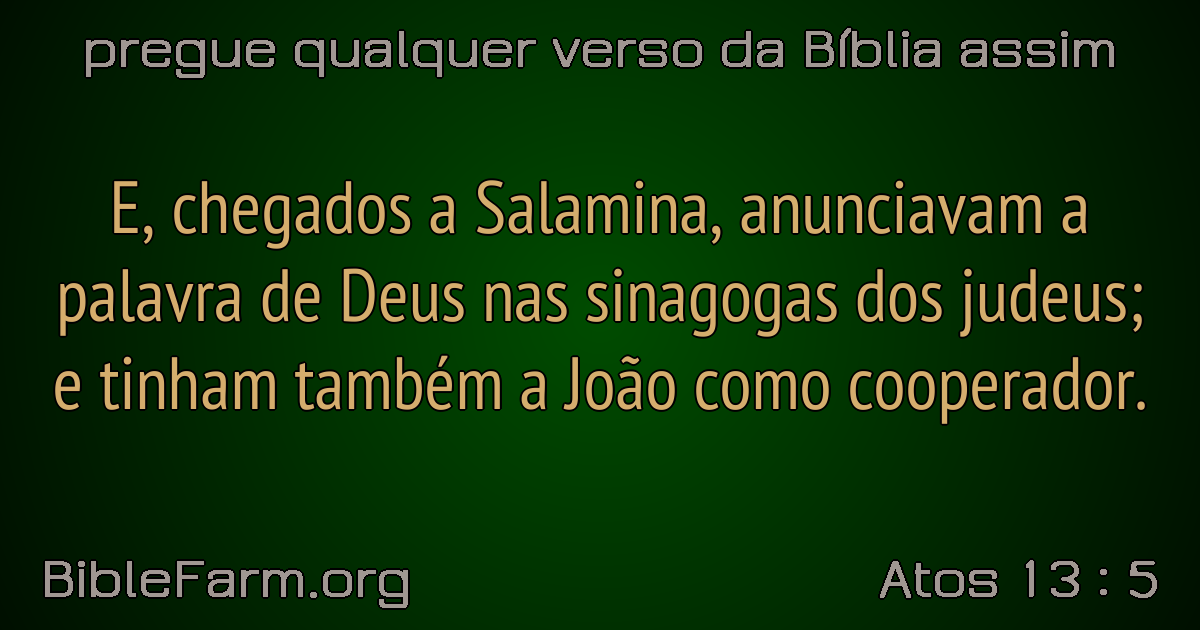 pregue qualquer verso da Bíblia assim
E, chegados a Salamina, anunciavam a
palavra de Deus nas sinagogas dos judeus;
e tinham também a João como cooperador.
BibleFarm.org
Atos 13 : 5